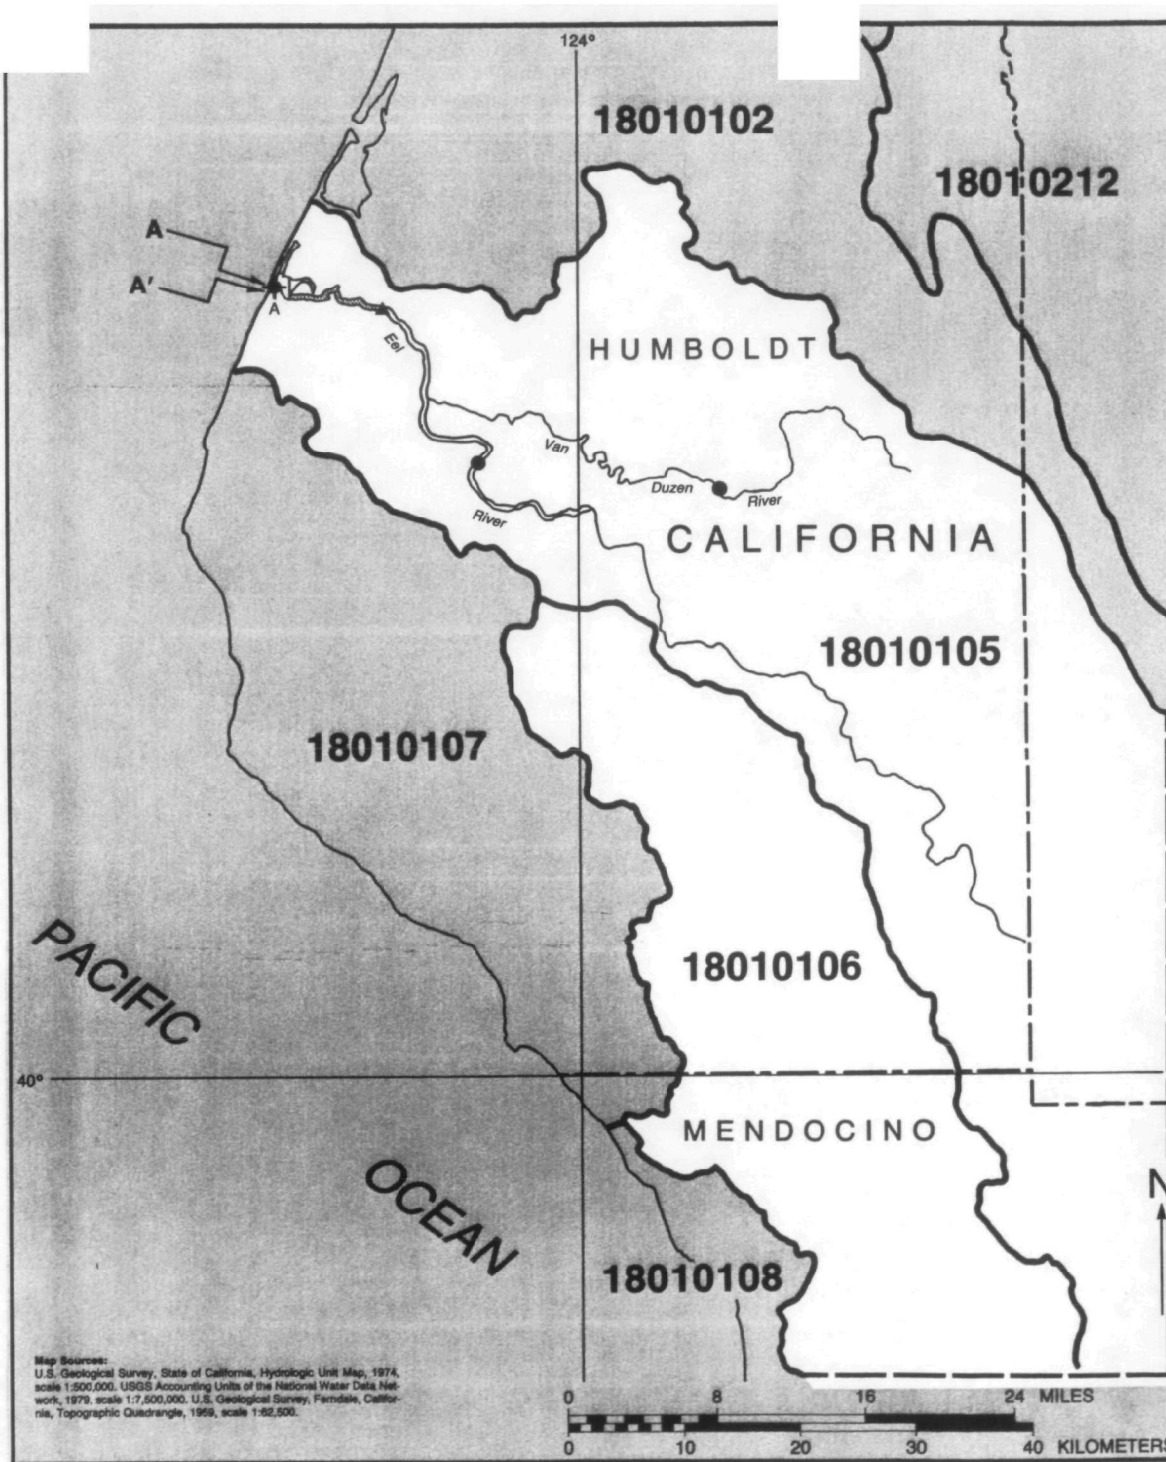 124°
18010102
18010212
A
A'
A
Eel
HUMBOLDT
Van
Duzen
River
River
CALIFORNIA
18010105
18010107
18010106
PACIFIC
40°
MENDOCINO
OCEAN
N
18010108
Map Sources:
U.S. Geological Survey, State of California, Hydrologic Unit Map, 1974,
scale 1:500,000. USGS Accounting Units of the National Water Data Net-
work, 1979, scale 1:7,500,000. U.S. Geological Survey, Ferndale, Califor-
nia, Topographic Quadrangle, 1959, scale 1:62,500.
0 8 16 24 MILES
0 10 20 30 40 KILOMETERS